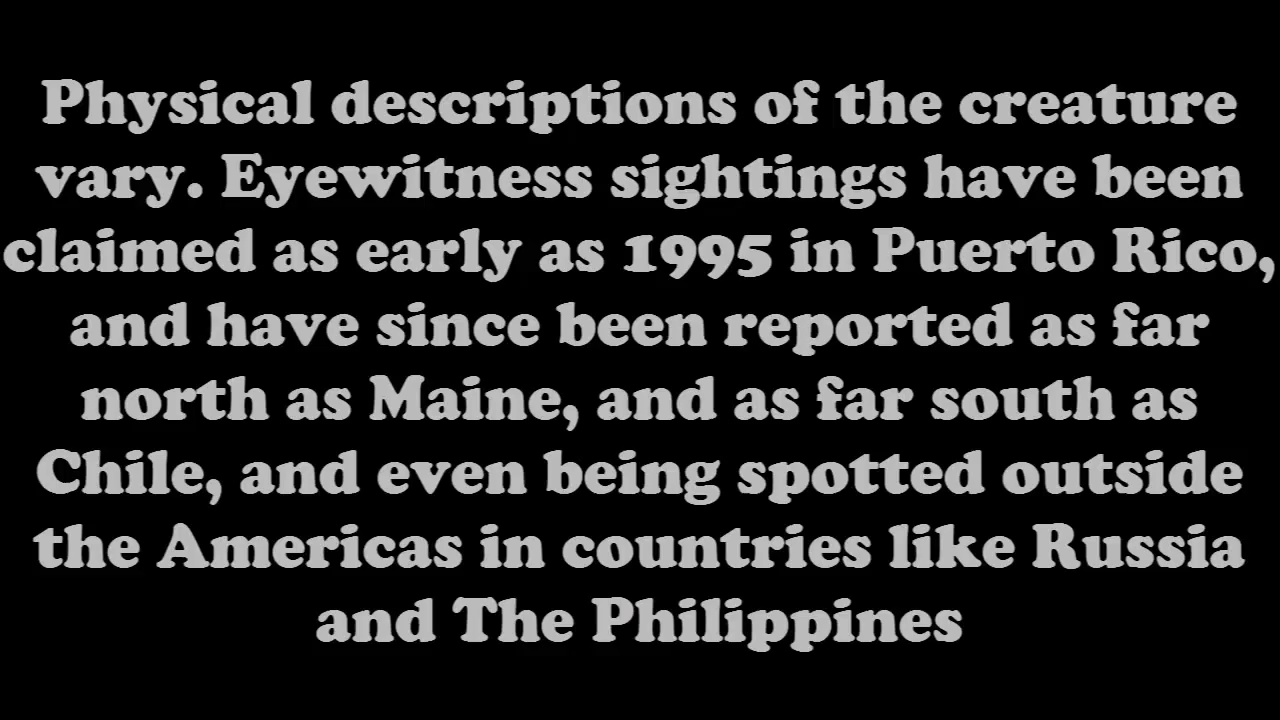 Physical descriptions of the creature
vary. Eyewitness sightings have been
claimed as early as 1995 in Puerto Rico,
and have since been reported as far
north as Maine, and as far south as
Chile, and even being spotted outside
the Americas in countries like Russia
and The Philippines